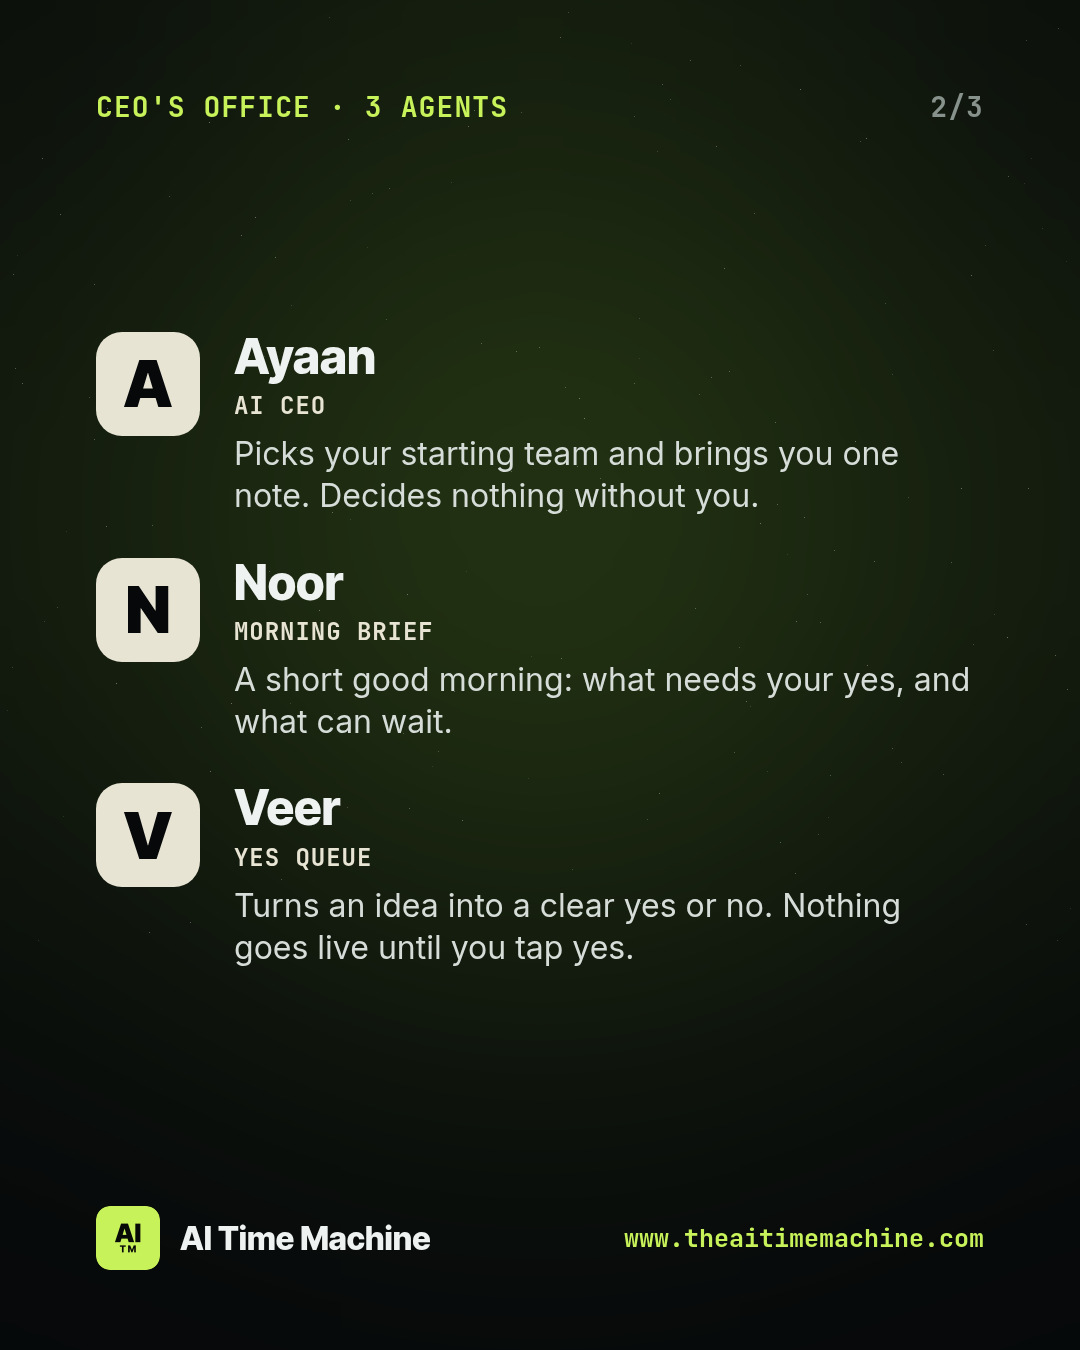 CEO'S OFFICE · 3 AGENTS
2/3
A
Ayaan
AI CEO
Picks your starting team and brings you one
note. Decides nothing without you.
N
Noor
MORNING BRIEF
A short good morning: what needs your yes, and
what can wait.
V
Veer
YES QUEUE
Turns an idea into a clear yes or no. Nothing
goes live until you tap yes.
AI
TM
AI Time Machine
www.theaitimemachine.com